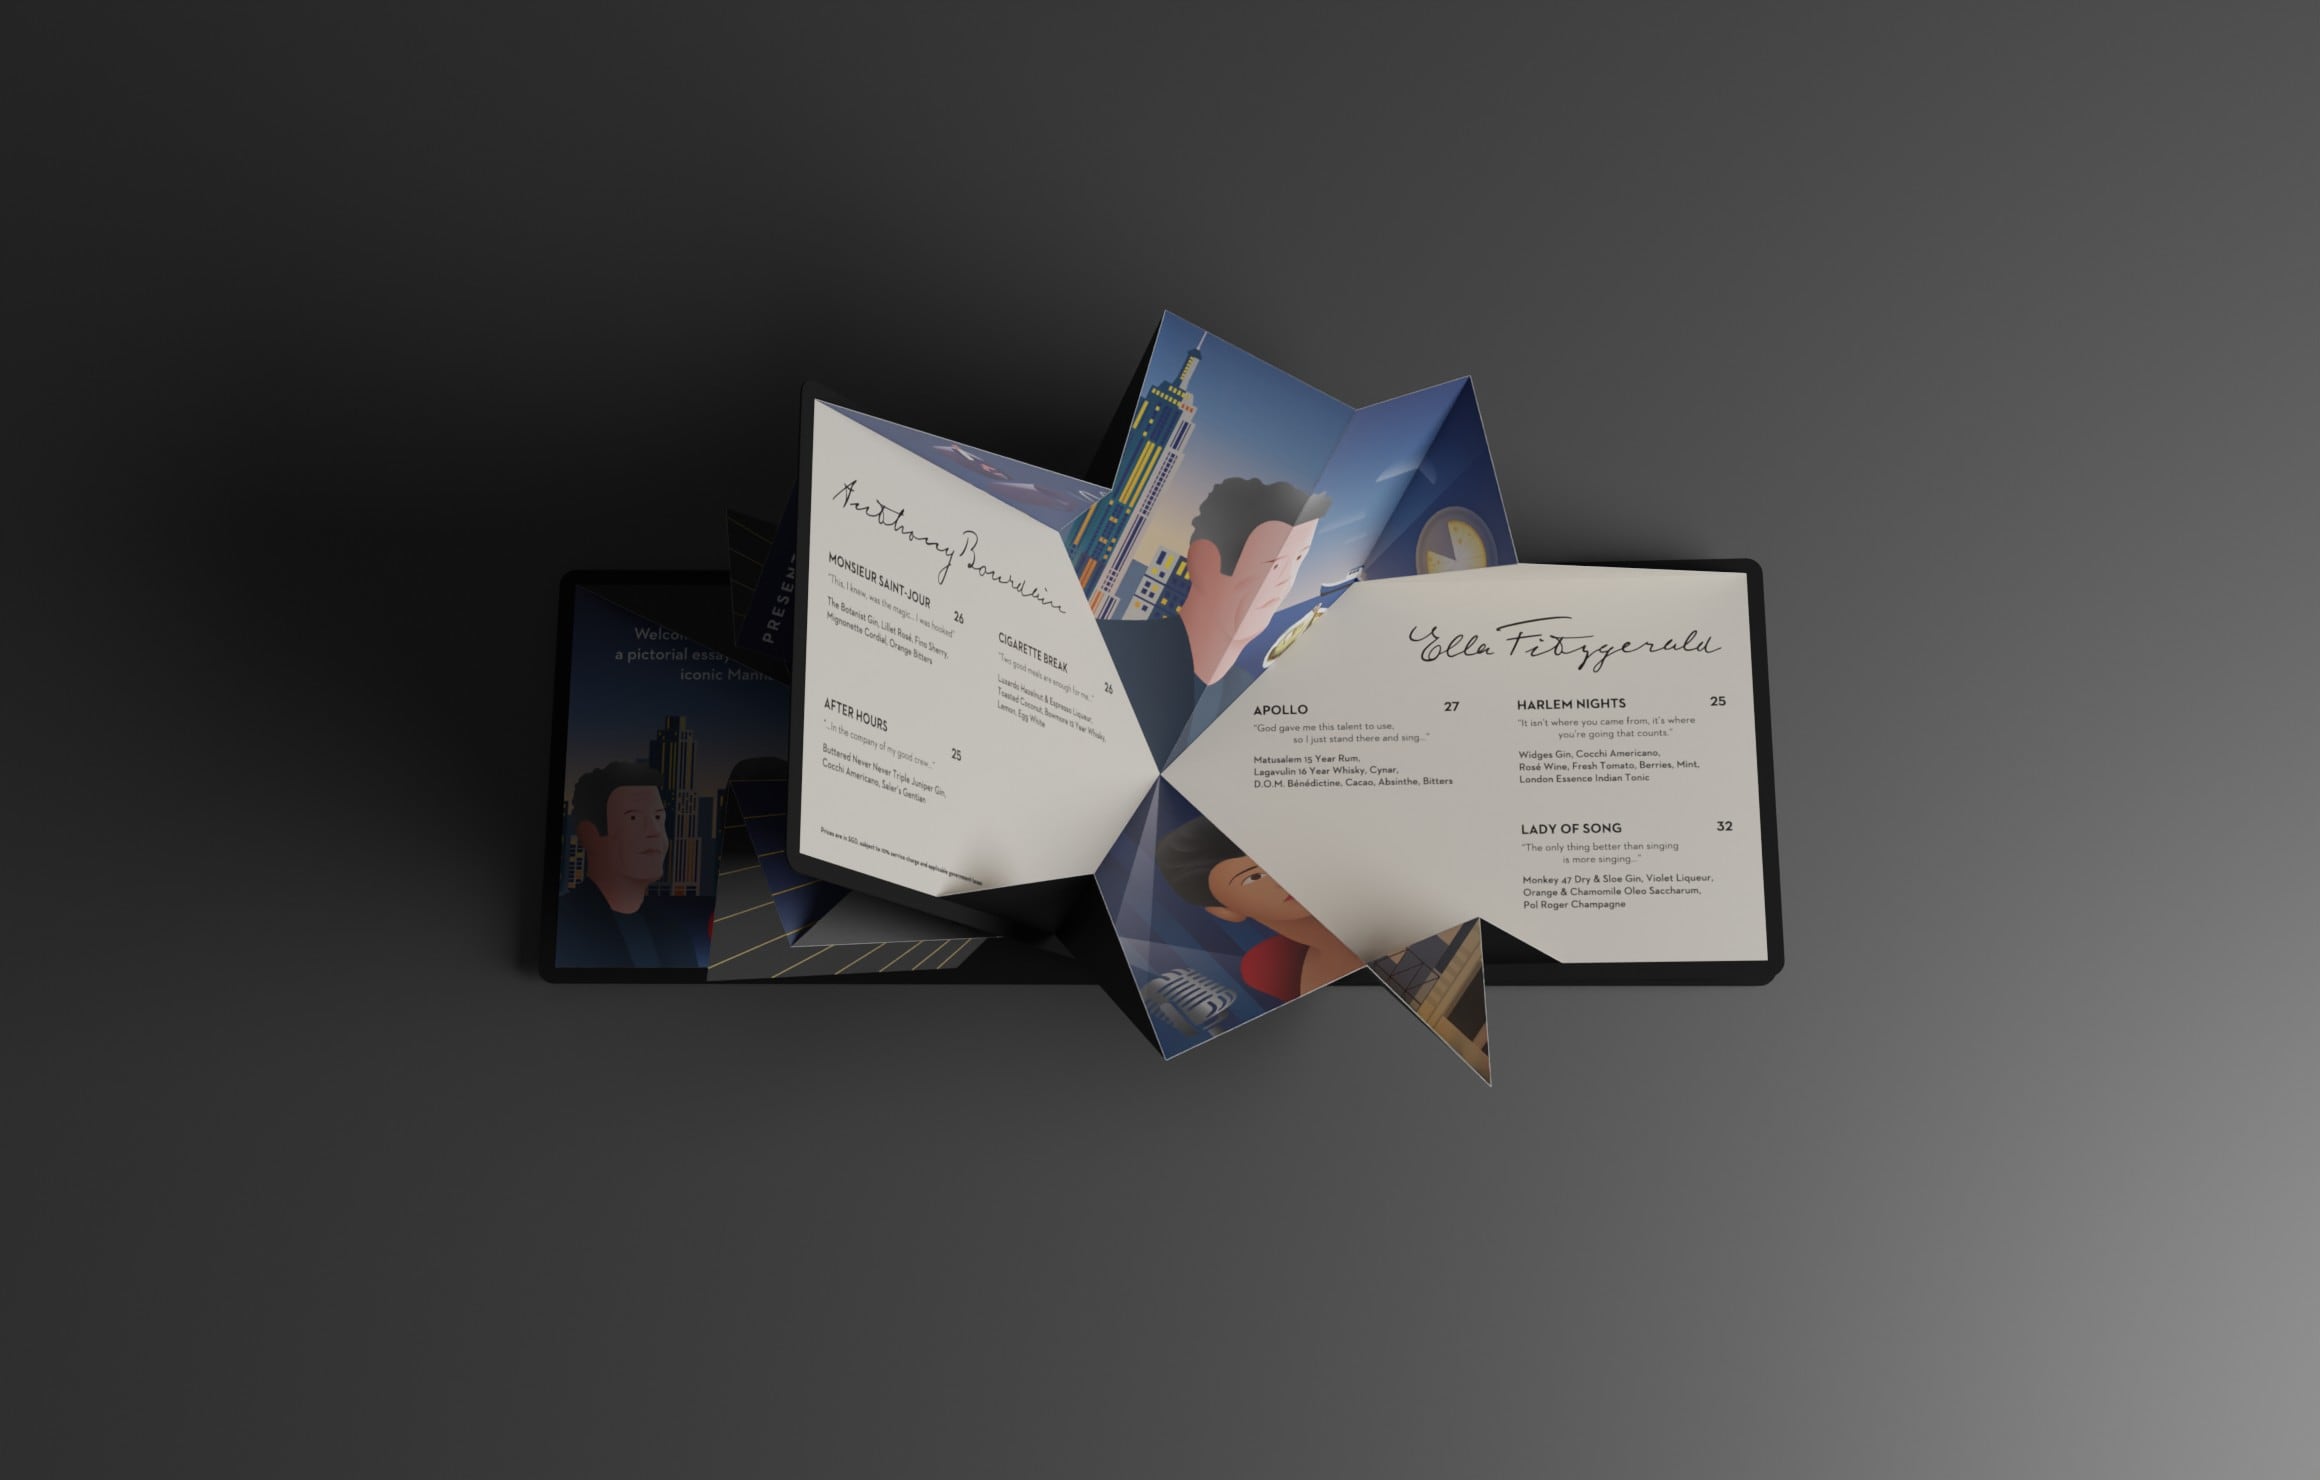 Welco
a pictorial essay
iconic Manh
PRESENT
Anthony Bourdain
MONSIEUR SAINT-JOUR 26
"This, I knew, was the magic... I was hooked"
The Botanist Gin, Lillet Rosé, Fino Sherry,
Mignonette Cordial, Orange Bitters
CIGARETTE BREAK 26
"Two good meals are enough for me..."
Luxardo Hazelnut & Espresso Liqueur,
Toasted Coconut, Bowmore 12 Year Whisky,
Lemon, Egg White
AFTER HOURS 25
"...In the company of my good crew..."
Buttered Never Never Triple Juniper Gin,
Cocchi Americano, Saler's Gentian
Prices are in SGD, subject to 10% service charge and applicable government taxes
Ella Fitzgerald
APOLLO 27
"God gave me this talent to use,
so I just stand there and sing..."
Matusalem 15 Year Rum,
Lagavulin 16 Year Whisky, Cynar,
D.O.M. Bénédictine, Cacao, Absinthe, Bitters
HARLEM NIGHTS 25
"It isn't where you came from, it's where
you're going that counts."
Widges Gin, Cocchi Americano,
Rosé Wine, Fresh Tomato, Berries, Mint,
London Essence Indian Tonic
LADY OF SONG 32
"The only thing better than singing
is more singing..."
Monkey 47 Dry & Sloe Gin, Violet Liqueur,
Orange & Chamomile Oleo Saccharum,
Pol Roger Champagne